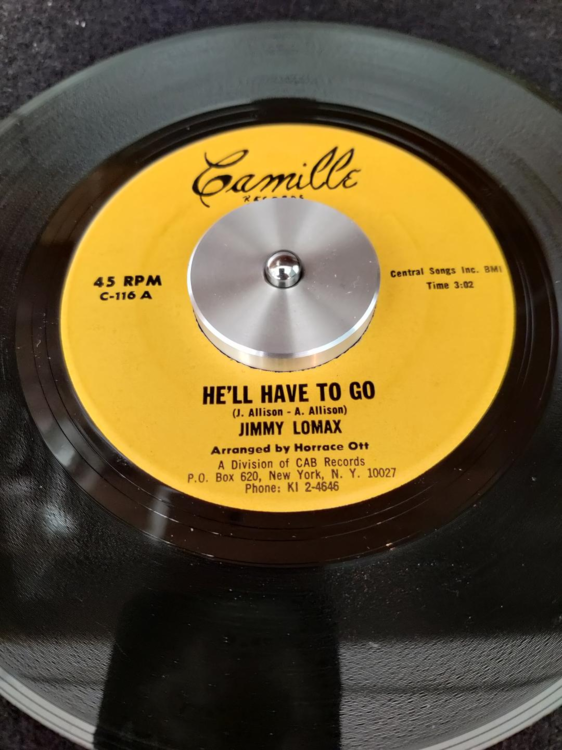 Camille
RECORDS
45 RPM
C-116 A
Central Songs Inc. BMI
Time 3:02
HE'LL HAVE TO GO
(J. Allison - A. Allison)
JIMMY LOMAX
Arranged by Horrace Ott
A Division of CAB Records
P.O. Box 620, New York, N. Y. 10027
Phone: KI 2-4646